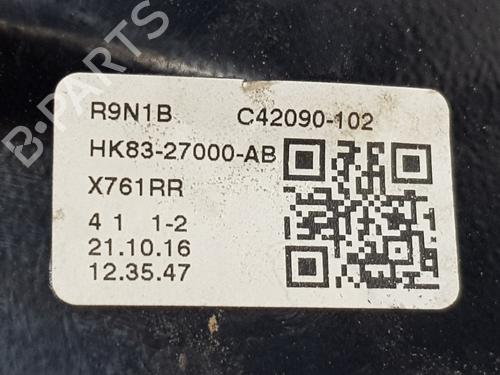 R9N1B C42090-102
HK83-27000-AB
X761RR
4 1 1-2
21.10.16
12.35.47
B-PARTS